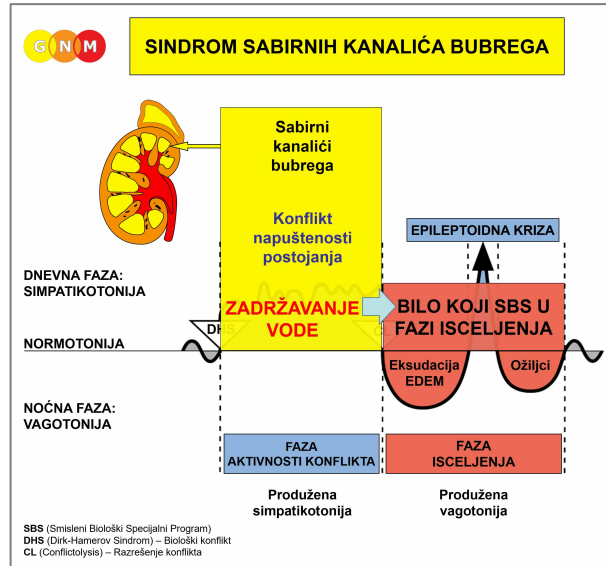 G N M
SINDROM SABIRNIH KANALIĆA BUBREGA
Sabirni
kanalići
bubrega
Konflikt
napuštenosti
postojanja
EPILEPTOIDNA KRIZA
DNEVNA FAZA:
SIMPATIKOTONIJA
ZADRŽAVANJE
VODE
BILO KOJI SBS U
FAZI ISCELJENJA
DHS
CL
NORMOTONIJA
Eksudacija
EDEM
Ožiljci
NOĆNA FAZA:
VAGOTONIJA
FAZA
AKTIVNOSTI KONFLIKTA
FAZA
ISCELJENJA
Produžena
simpatikotonija
Produžena
vagotonija
SBS (Smisleni Biološki Specijalni Program)
DHS (Dirk-Hamerov Sindrom) – Biološki konflikt
CL (Conflictolysis) – Razrešenje konflikta